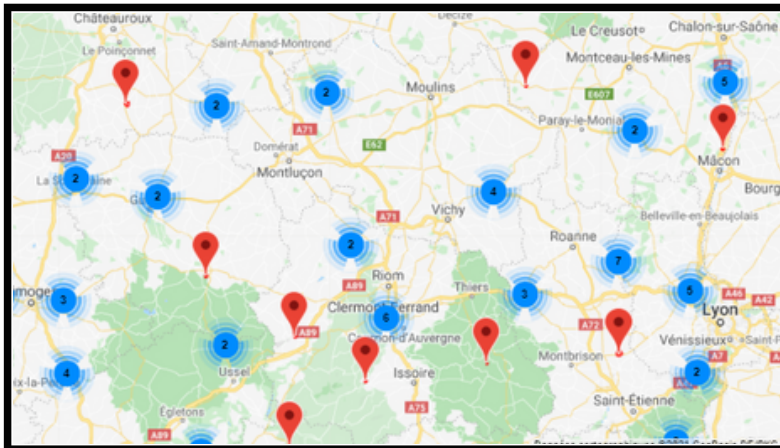 Châteauroux
Le Poinçonnet
Saint-Amand-Montrond
Decize
Le Creusot
Chalon-sur-Saône
Montceau-les-Mines
5
2
2
Moulins
E607
Paray-le-Monial
2
A71
Domérat
E62
Montluçon
Mâcon
Bourg
A20
2
2
4
Vichy
A71
Belleville-en-Beaujolais
Roanne
2
7
Riom
A89
Thiers
3
5
A46
A42
3
Clermont-Ferrand
6
Lyon
A89
A72
Vénissieux
2
Montbrison
A7
4
Ussel
Issoire
2
Saint-Étienne
Égletons
A75
A89